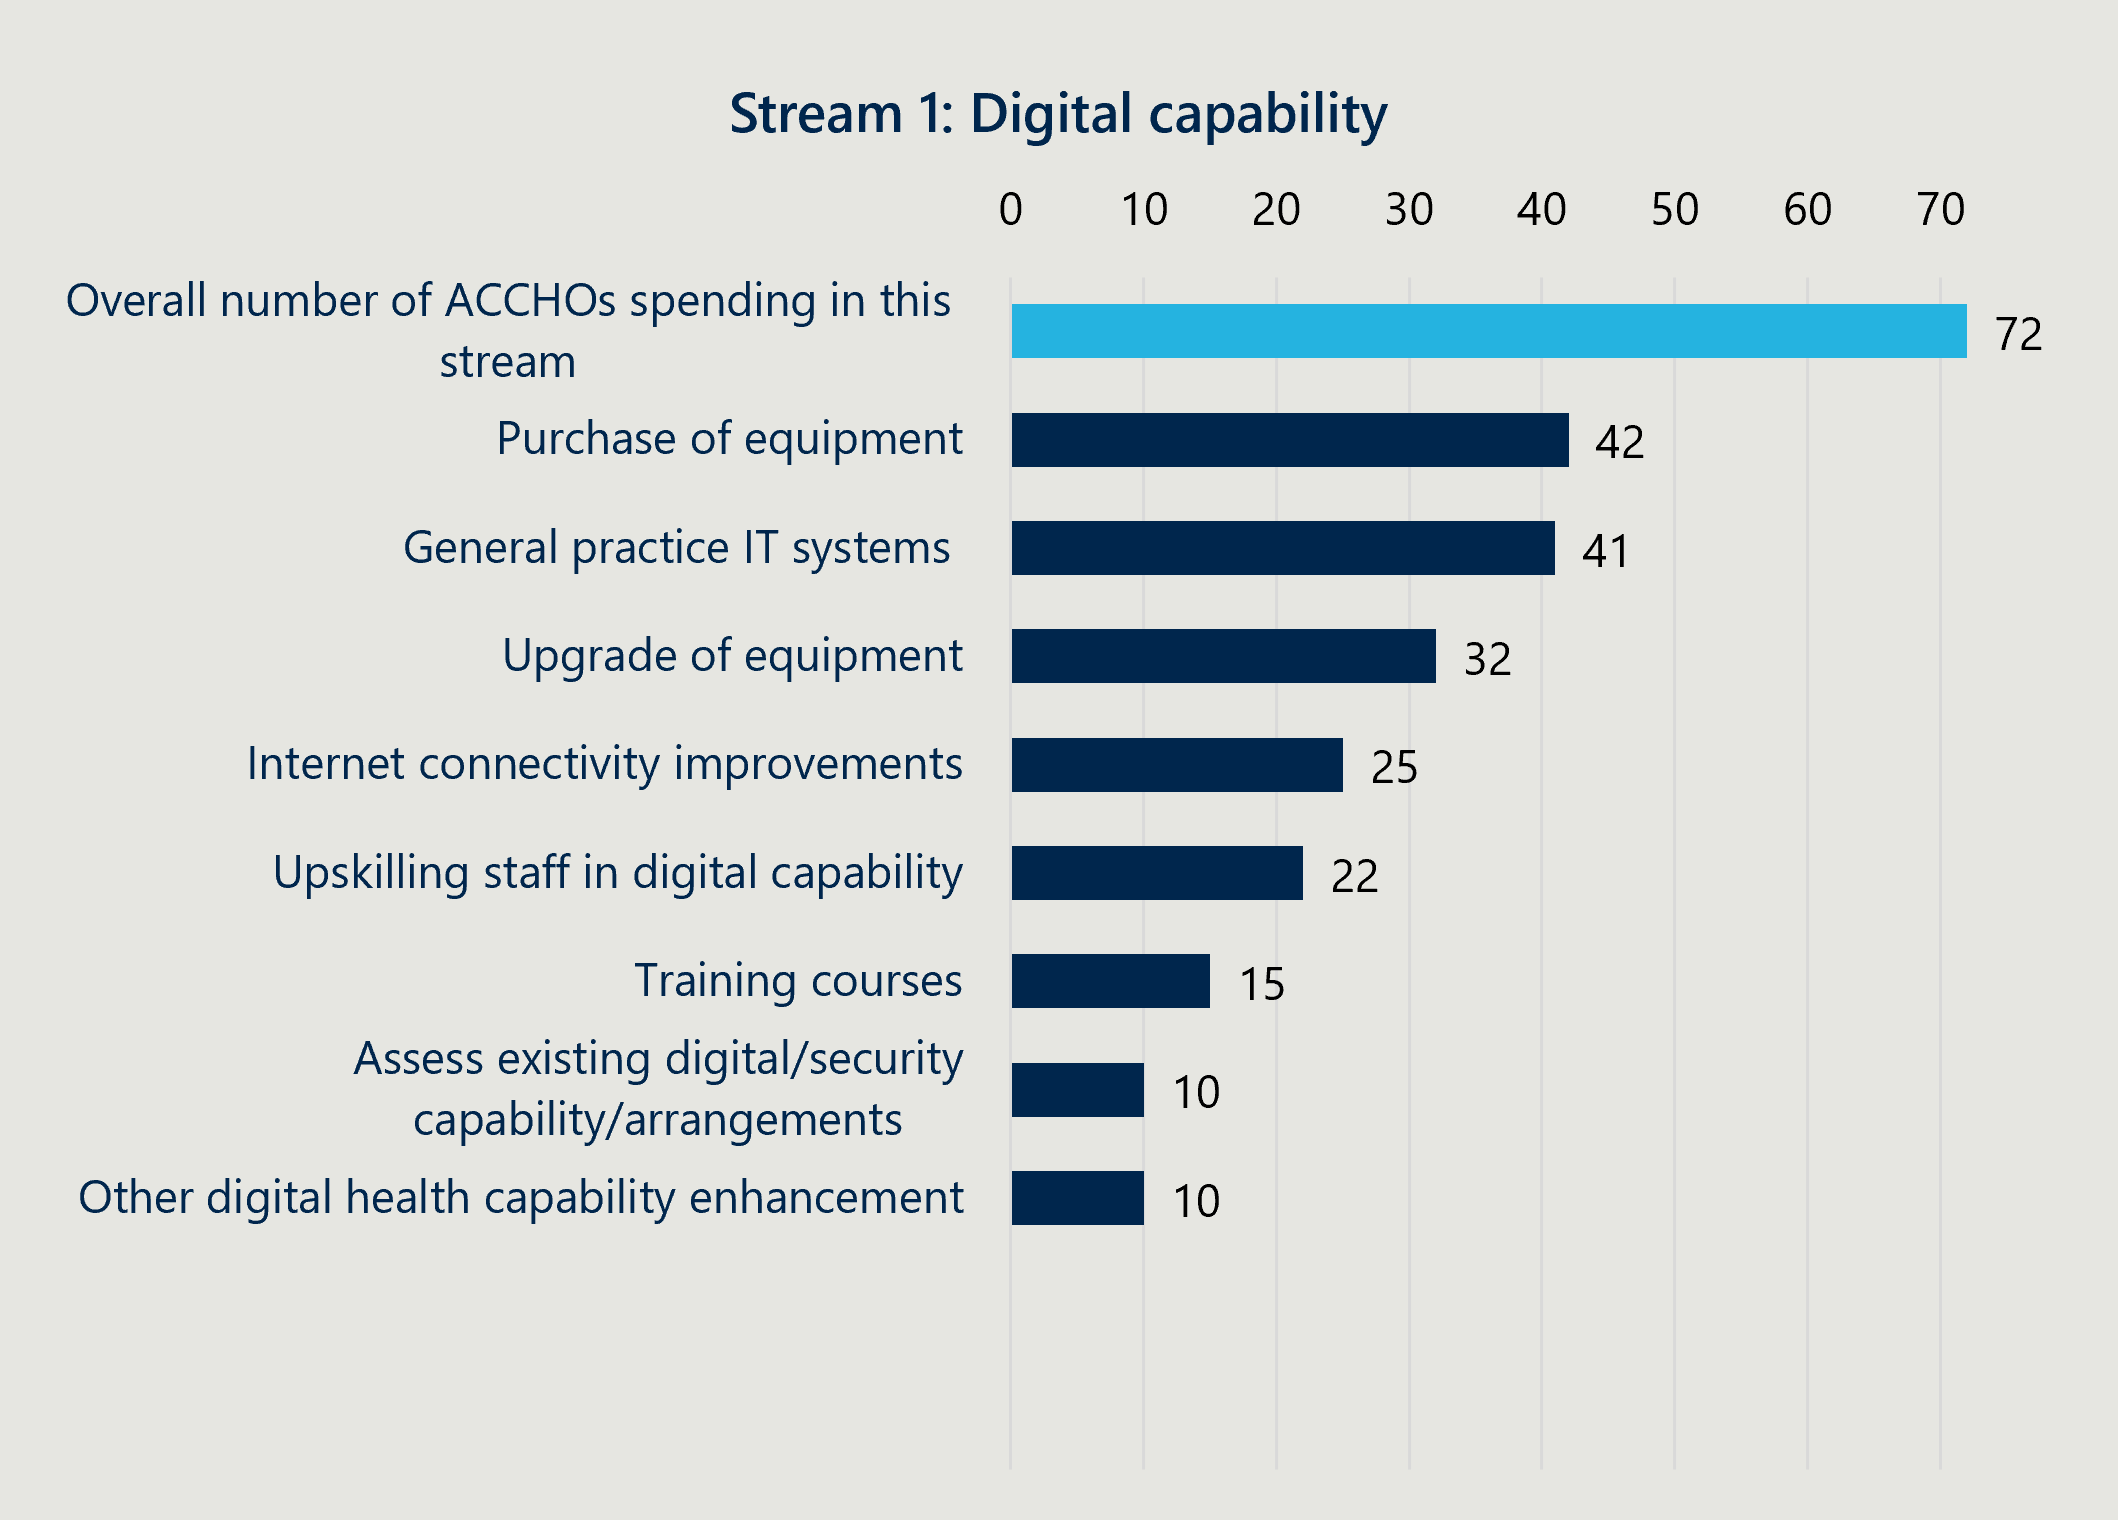 Stream 1: Digital capability
0 10 20 30 40 50 60 70
Overall number of ACCHOs spending in this
stream
72
Purchase of equipment 42
General practice IT systems 41
Upgrade of equipment 32
Internet connectivity improvements 25
Upskilling staff in digital capability 22
Training courses 15
Assess existing digital/security
capability/arrangements
10
Other digital health capability enhancement 10